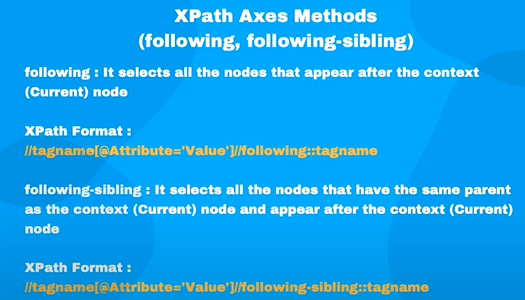 XPath Axes Methods
(following, following-sibling)
following : It selects all the nodes that appear after the context
(Current) node
XPath Format :
//tagname[@Attribute='Value']//following::tagname
following-sibling : It selects all the nodes that have the same parent
as the context (Current) node and appear after the context (Current)
node
XPath Format :
//tagname[@Attribute='Value']//following-sibling::tagname